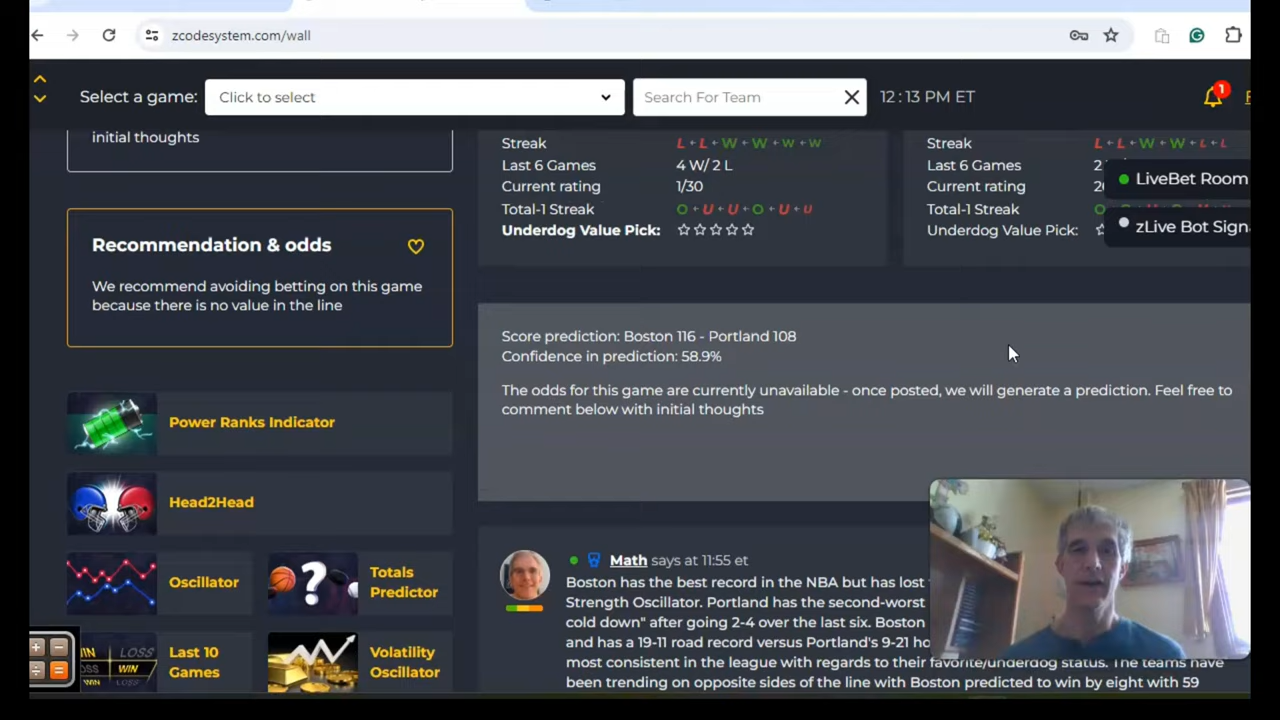 zcodesystem.com/wall
Select a game:
Click to select
Search For Team
12:13 PM ET
1
initial thoughts
Recommendation & odds
We recommend avoiding betting on this game
because there is no value in the line
Power Ranks Indicator
Head2Head
Oscillator
Totals
Predictor
LOSS
WIN
WIN
Last 10
Games
Volatility
Oscillator
Streak
L L W W W W
Last 6 Games
4 W/ 2 L
Current rating
1/30
Total-1 Streak
O U U O U U
Underdog Value Pick:
Streak
L L W W L L
Last 6 Games
2
Current rating
Total-1 Streak
Underdog Value Pick:
LiveBet Room
zLive Bot
Score prediction: Boston 116 - Portland 108
Confidence in prediction: 58.9%
The odds for this game are currently unavailable - once posted, we will generate a prediction. Feel free to
comment below with initial thoughts
Math says at 11:55 et
Boston has the best record in the NBA but has lost
Strength Oscillator. Portland has the second-worst
cold down" after going 2-4 over the last six. Boston
and has a 19-11 road record versus Portland's 9-21
most consistent in the league with regards to their favorite/underdog status. The teams have
been trending on opposite sides of the line with Boston predicted to win by eight with 59